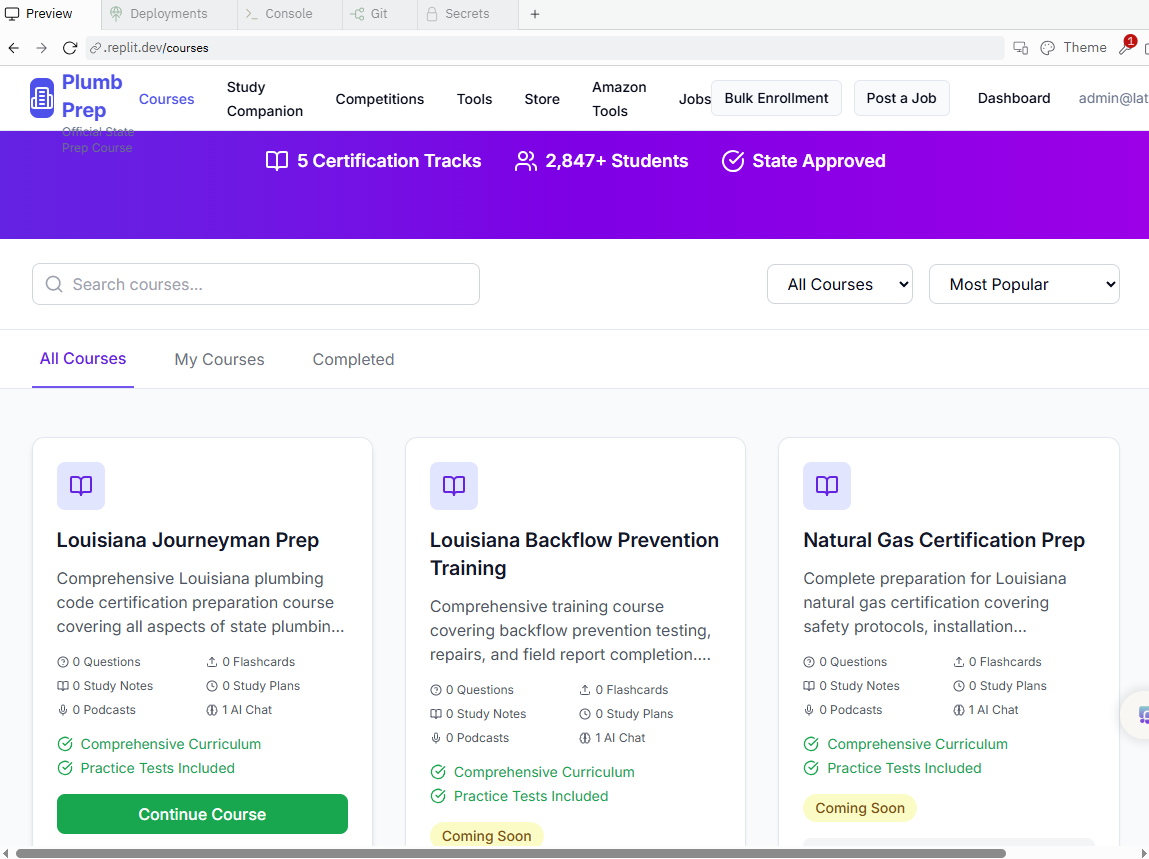 Preview
Deployments
Console
Git
Secrets
.replit.dev/courses
Theme
1
Plumb
Prep
Official State
Prep Course
Courses
Study
Companion
Competitions
Tools
Store
Amazon
Tools
Jobs
Bulk Enrollment
Post a Job
Dashboard
admin@lat
5 Certification Tracks
2,847+ Students
State Approved
Search courses...
All Courses
Most Popular
All Courses
My Courses
Completed
Louisiana Journeyman Prep
Comprehensive Louisiana plumbing
code certification preparation course
covering all aspects of state plumbin...
0 Questions
0 Flashcards
0 Study Notes
0 Study Plans
0 Podcasts
1 AI Chat
Comprehensive Curriculum
Practice Tests Included
Continue Course
Louisiana Backflow Prevention
Training
Comprehensive training course
covering backflow prevention testing,
repairs, and field report completion....
0 Questions
0 Flashcards
0 Study Notes
0 Study Plans
0 Podcasts
1 AI Chat
Comprehensive Curriculum
Practice Tests Included
Coming Soon
Natural Gas Certification Prep
Complete preparation for Louisiana
natural gas certification covering
safety protocols, installation...
0 Questions
0 Flashcards
0 Study Notes
0 Study Plans
0 Podcasts
1 AI Chat
Comprehensive Curriculum
Practice Tests Included
Coming Soon